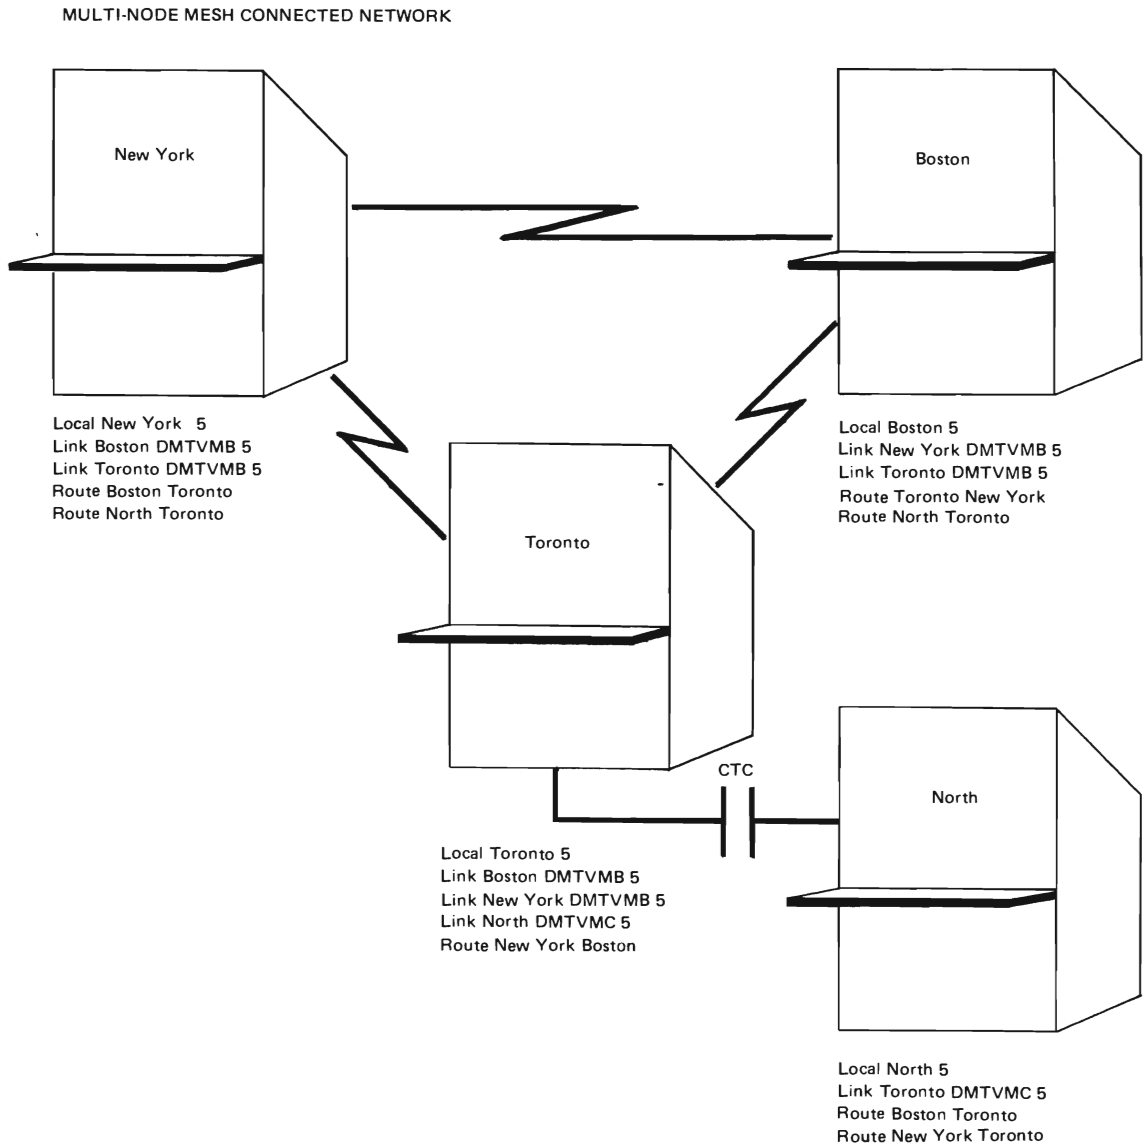 MULTI-NODE MESH CONNECTED NETWORK
New York
Boston
Local New York 5
Link Boston DMTVMB 5
Link Toronto DMTVMB 5
Route Boston Toronto
Route North Toronto
Local Boston 5
Link New York DMTVMB 5
Link Toronto DMTVMB 5
Route Toronto New York
Route North Toronto
Toronto
CTC
North
Local Toronto 5
Link Boston DMTVMB 5
Link New York DMTVMB 5
Link North DMTVMC 5
Route New York Boston
Local North 5
Link Toronto DMTVMC 5
Route Boston Toronto
Route New York Toronto